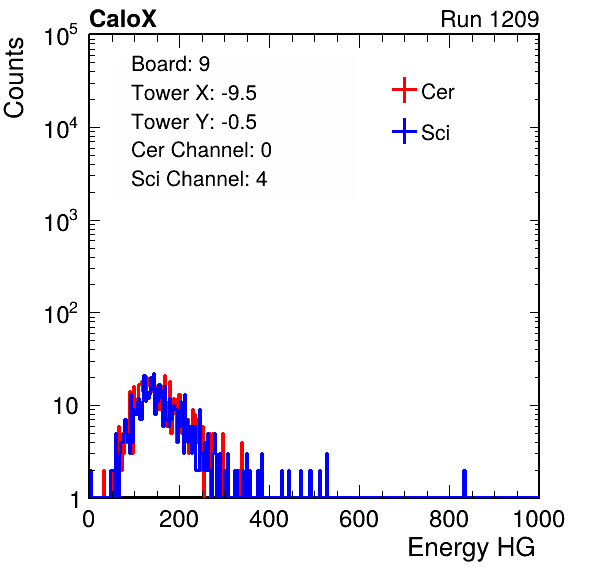 CaloX Run 1209
Counts
Board: 9
Tower X: -9.5
Tower Y: -0.5
Cer Channel: 0
Sci Channel: 4
Cer
Sci
10^5
10^4
10^3
10^2
10
1
0 200 400 600 800 1000
Energy HG